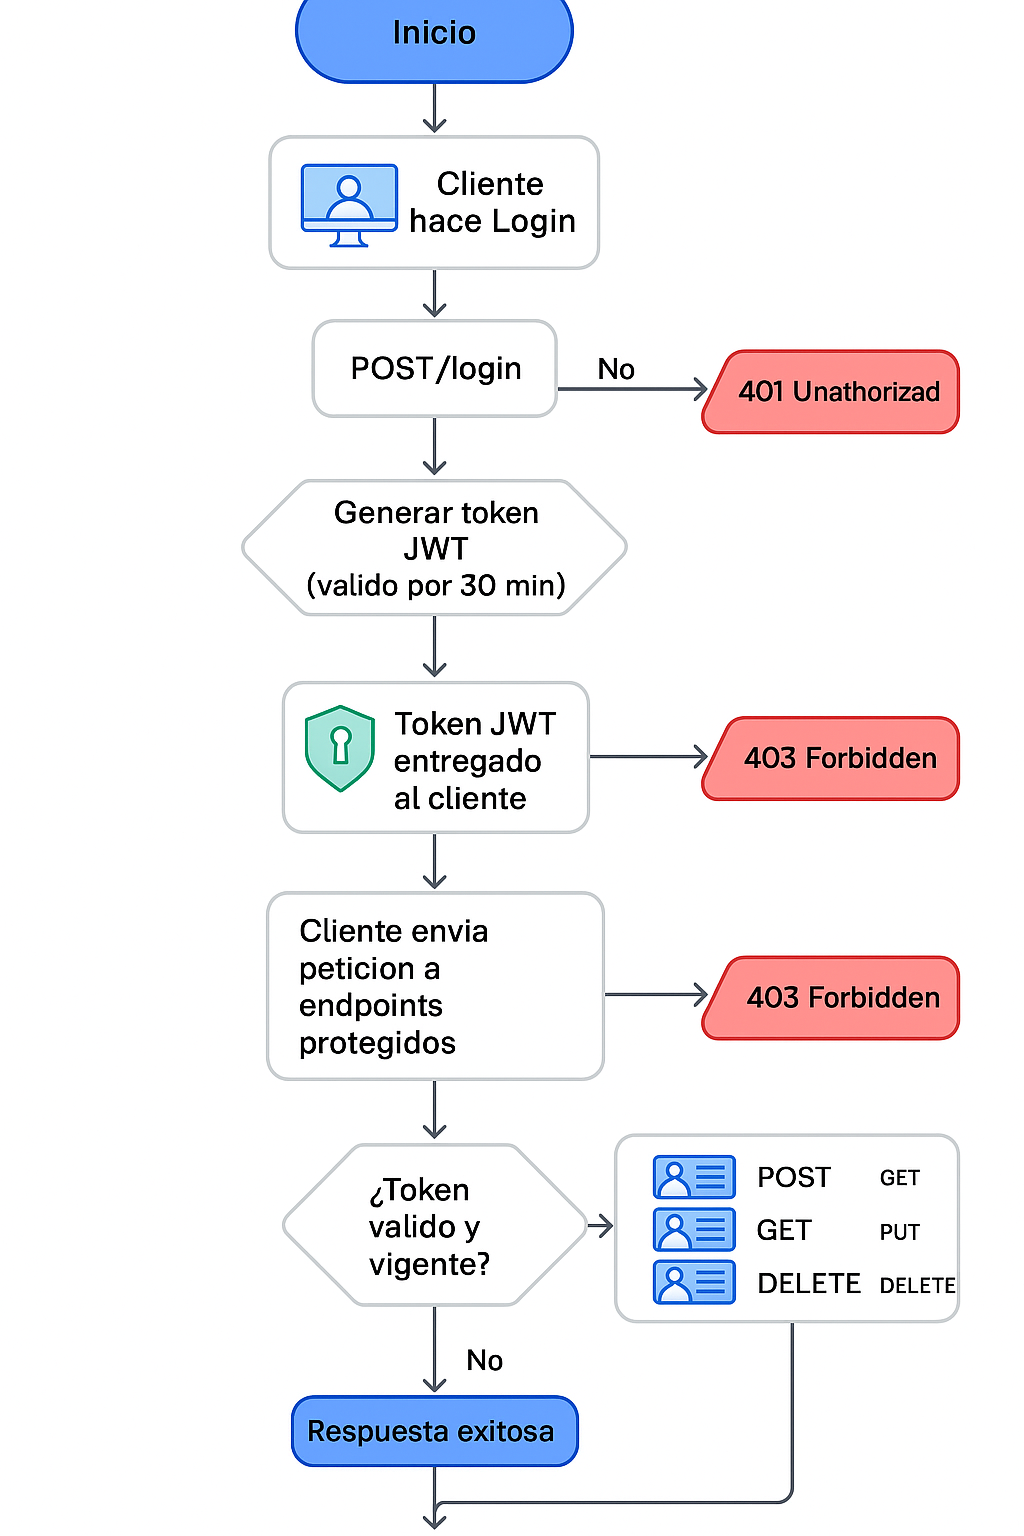 Inicio
Cliente
hace Login
POST/login
No
401 Unathorizad
Generar token
JWT
(valido por 30 min)
Token JWT
entregado
al cliente
403 Forbidden
Cliente envia
peticion a
endpoints
protegidos
403 Forbidden
¿Token
valido y
vigente?
POST GET
GET PUT
DELETE DELETE
No
Respuesta exitosa